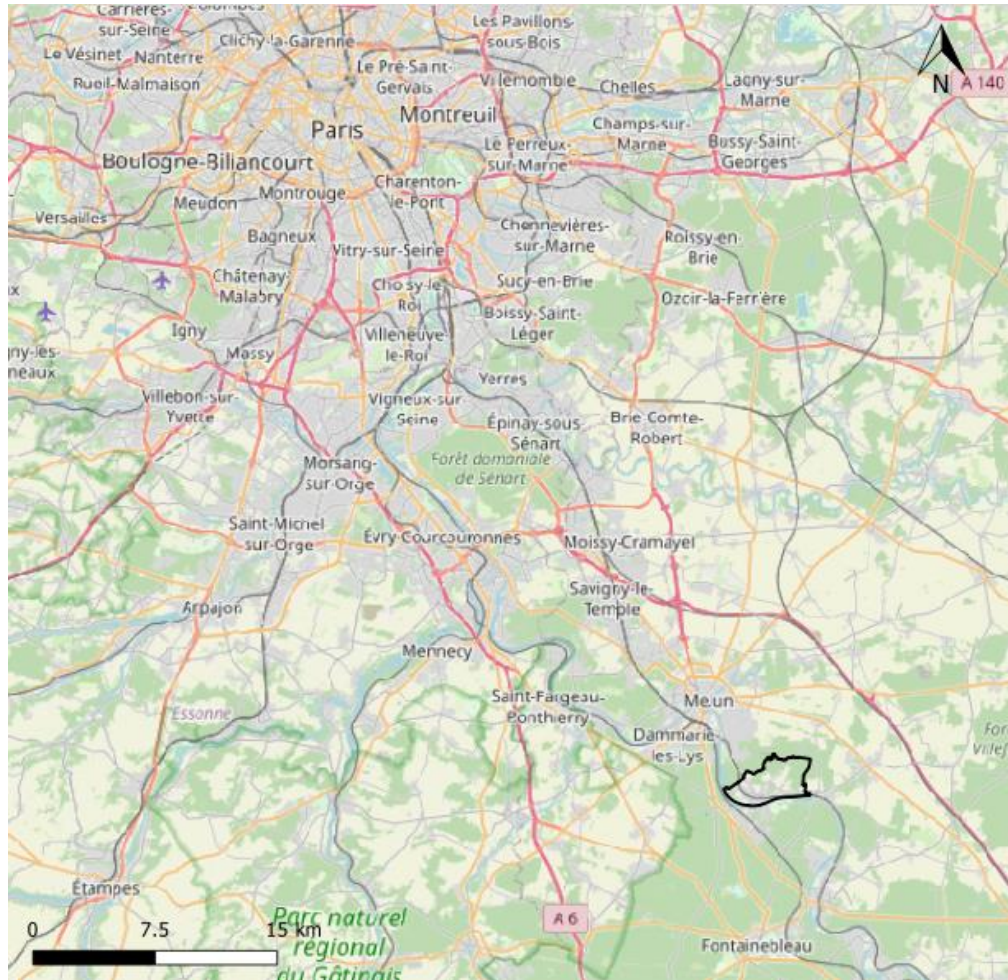 Carrières-
sur-Seine
Colombes
Clichy-la-Garenne
Les Pavillons-
sous-Bois
Le Vésinet
Nanterre
Rueil-Malmaison
Le Pré-Saint-
Gervais
Villemomble
Chelles
Lagny-sur-
Marne
N
A 140
Paris
Montreuil
Champs-sur-
Marne
Bussy-Saint-
Georges
Boulogne-Billancourt
Le Perreux-
sur-Marne
Montrouge
Charenton-
le-Pont
Meudon
Versailles
Bagneux
Vitry-sur-Seine
Chennevières-
sur-Marne
Roissy-en-
Brie
Châtenay-
Malabry
Choisy-le-
Roi
Sucy-en-Brie
Ozoir-la-Ferrière
Igny
Villeneuve-
le-Roi
Boissy-Saint-
Léger
gny-les-
neaux
Massy
Yerres
Villebon-sur-
Yvette
Vigneux-sur-
Seine
Épinay-sous-
Sénart
Brie-Comte-
Robert
Forêt domaniale
de Sénart
Morsang-
sur-Orge
Saint-Michel
sur-Orge
Évry-Courcouronnes
Moissy-Cramayel
Savigny-le-
Temple
Arpajon
Mennecy
Melun
Saint-Fargeau-
Ponthierry
Essonne
Dammarie-
les-Lys
For
Villef
Étampes
0
7.5
15 km
Parc naturel
régional
du Gâtinais
A 6
Fontainebleau